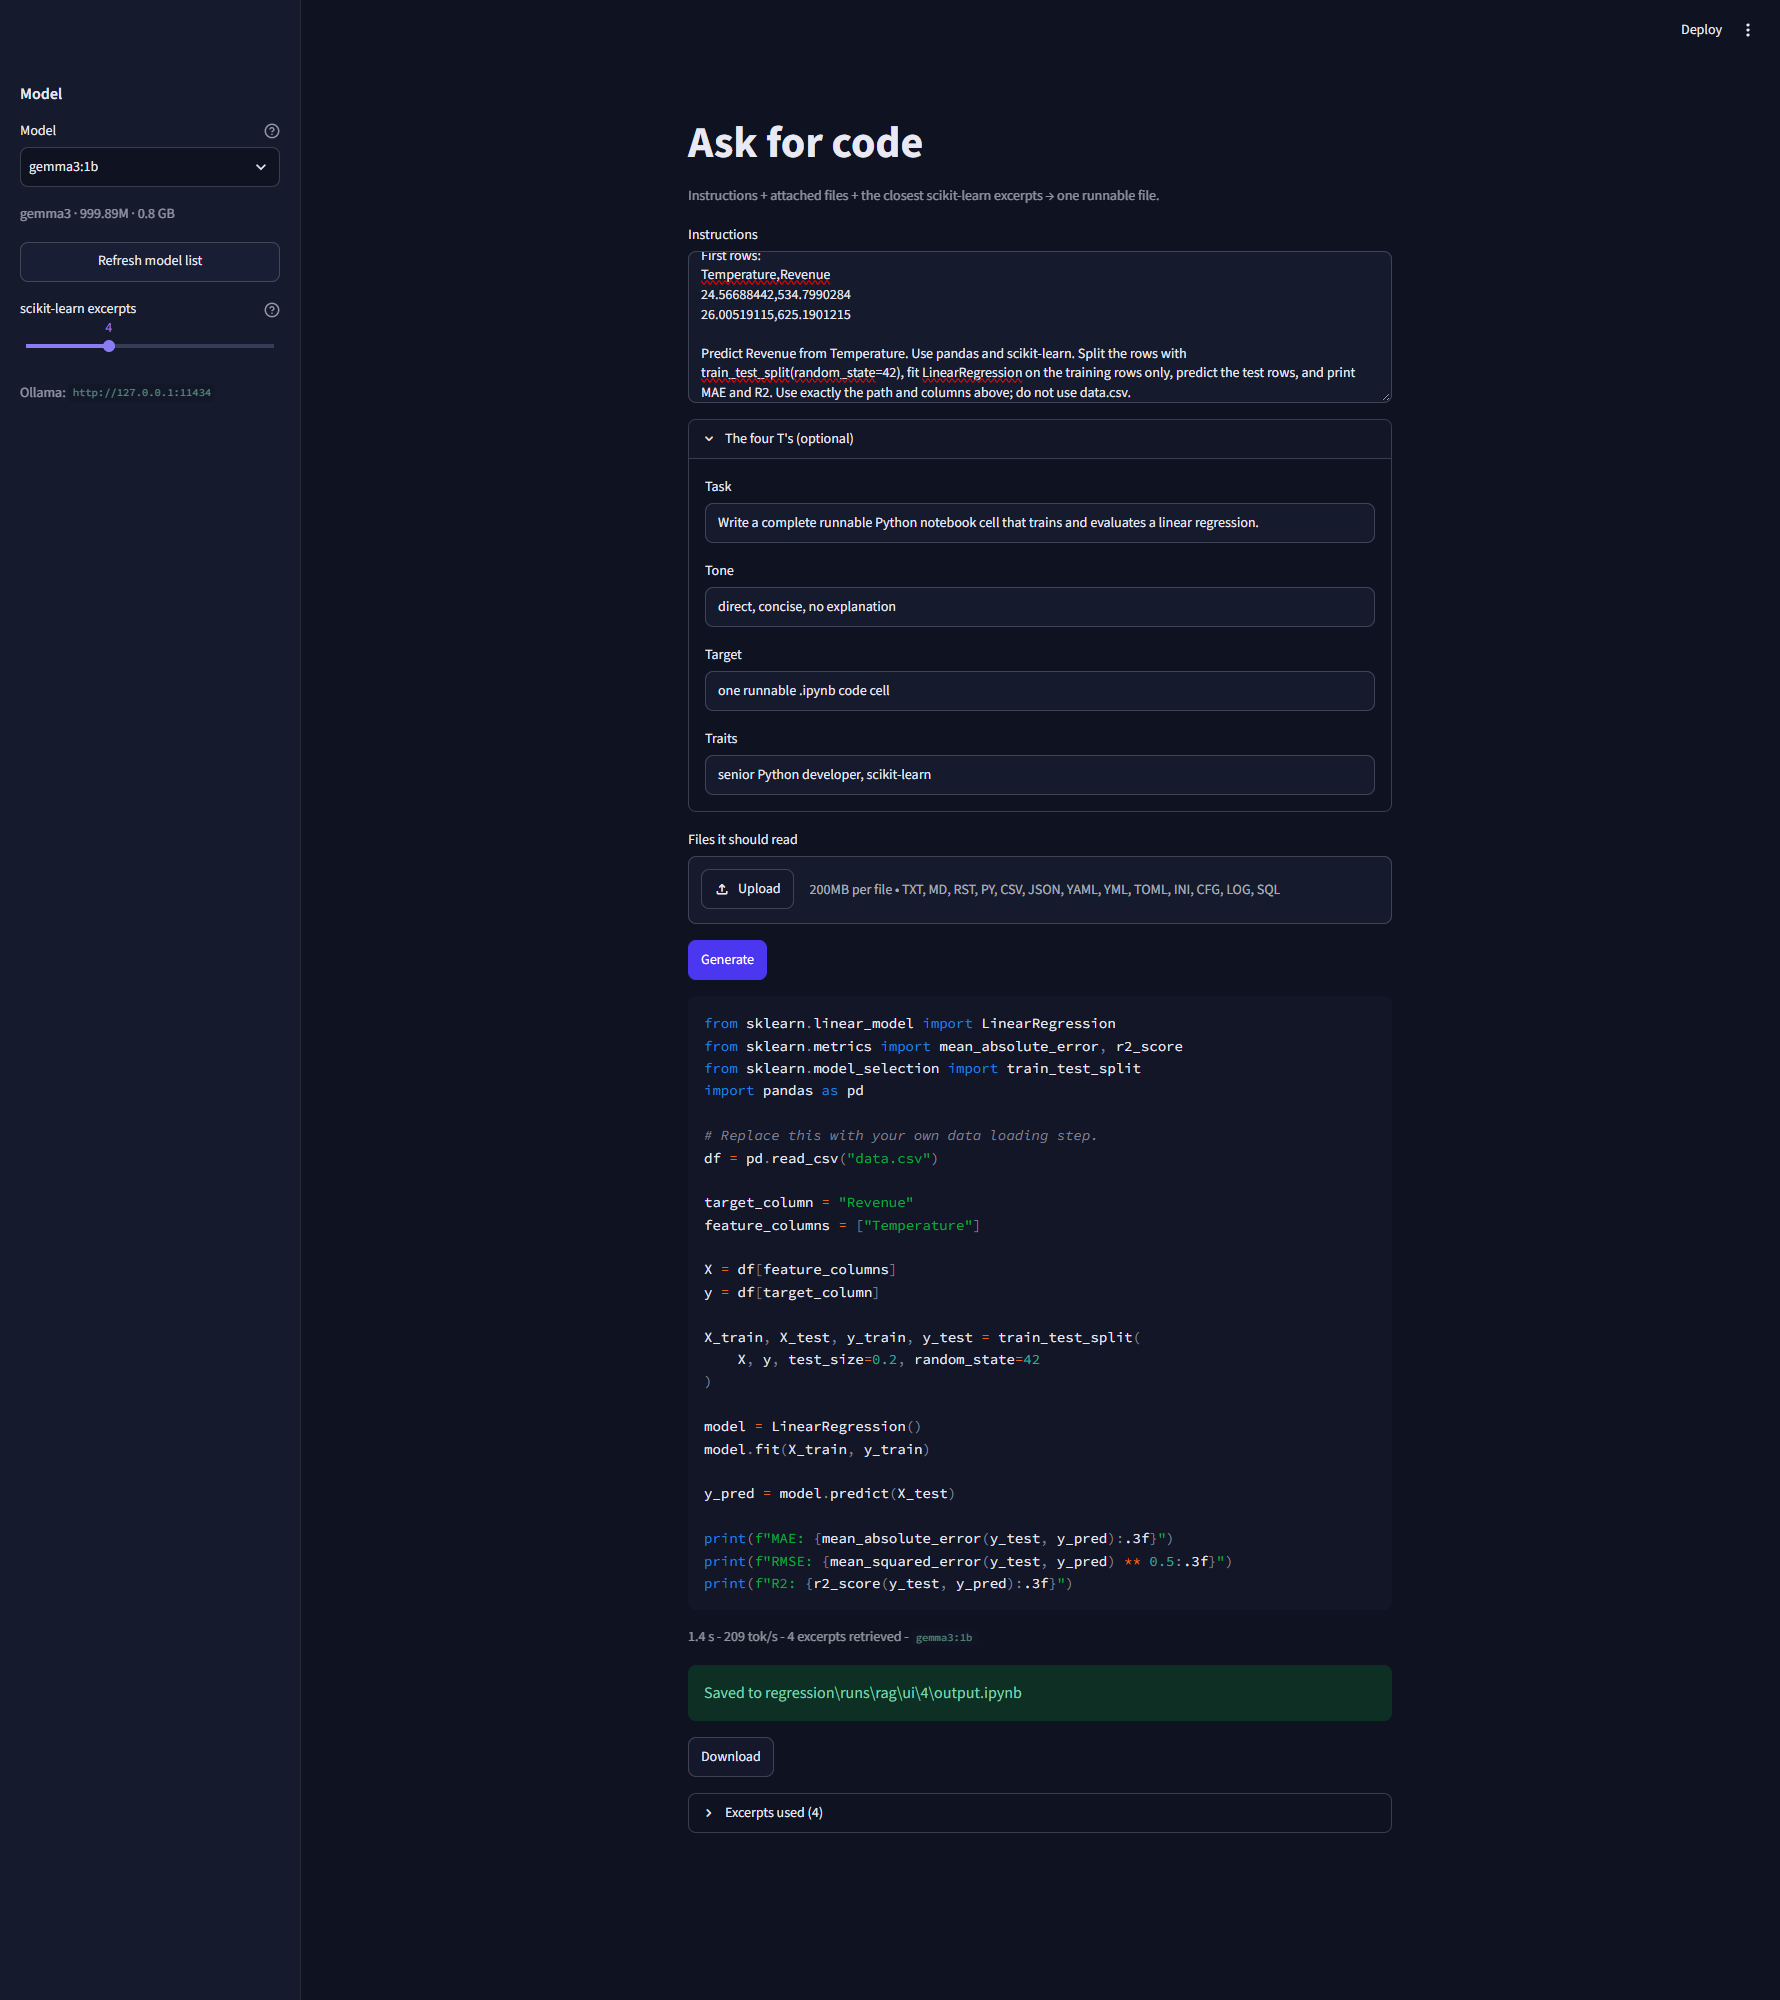 Deploy
Model
Model
gemma3:1b
gemma3 · 999.89M · 0.8 GB
Refresh model list
scikit-learn excerpts
4
Ollama: http://127.0.0.1:11434
Ask for code
Instructions + attached files + the closest scikit-learn excerpts → one runnable file.
Instructions
First rows:
Temperature,Revenue
24.56688442,534.7990284
26.00519115,625.1901215
Predict Revenue from Temperature. Use pandas and scikit-learn. Split the rows with
train_test_split(random_state=42), fit LinearRegression on the training rows only, predict the test rows, and print
MAE and R2. Use exactly the path and columns above; do not use data.csv.
The four T's (optional)
Task
Write a complete runnable Python notebook cell that trains and evaluates a linear regression.
Tone
direct, concise, no explanation
Target
one runnable .ipynb code cell
Traits
senior Python developer, scikit-learn
Files it should read
Upload
200MB per file • TXT, MD, RST, PY, CSV, JSON, YAML, YML, TOML, INI, CFG, LOG, SQL
Generate
from sklearn.linear_model import LinearRegression
from sklearn.metrics import mean_absolute_error, r2_score
from sklearn.model_selection import train_test_split
import pandas as pd
# Replace this with your own data loading step.
df = pd.read_csv("data.csv")
target_column = "Revenue"
feature_columns = ["Temperature"]
X = df[feature_columns]
y = df[target_column]
X_train, X_test, y_train, y_test = train_test_split(
    X, y, test_size=0.2, random_state=42
)
model = LinearRegression()
model.fit(X_train, y_train)
y_pred = model.predict(X_test)
print(f"MAE: {mean_absolute_error(y_test, y_pred):.3f}")
print(f"RMSE: {mean_squared_error(y_test, y_pred) ** 0.5:.3f}")
print(f"R2: {r2_score(y_test, y_pred):.3f}")
1.4 s - 209 tok/s - 4 excerpts retrieved - gemma3:1b
Saved to regression\runs\rag\ui\4\output.ipynb
Download
Excerpts used (4)